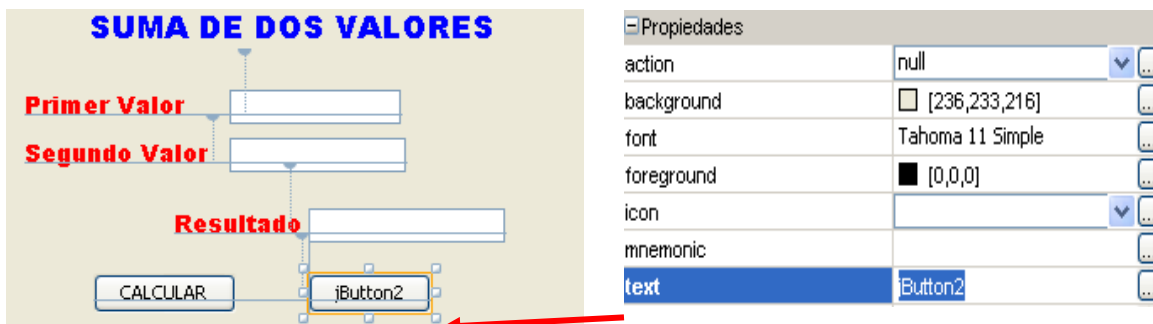 SUMA DE DOS VALORES
Primer Valor
Segundo Valor
Resultado
CALCULAR jButton2
Propiedades
action null ...
background [236,233,216] ...
font Tahoma 11 Simple ...
foreground [0,0,0] ...
icon ...
mnemonic ...
text jButton2 ...